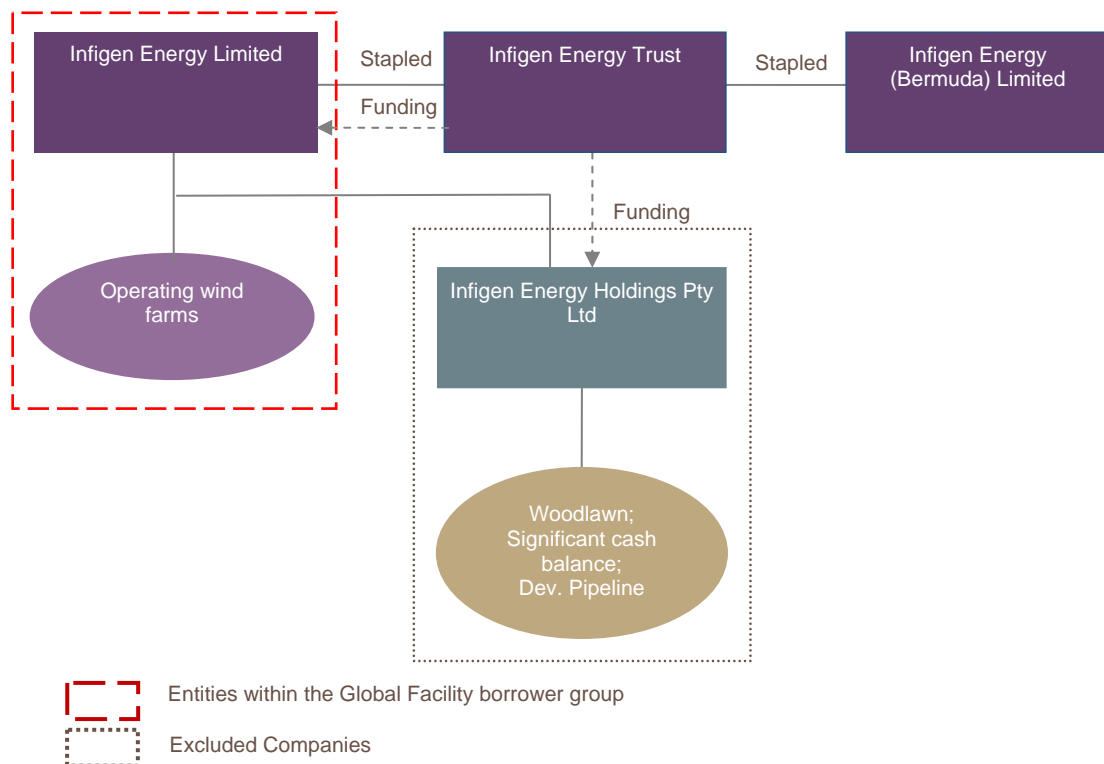 Infigen Energy Limited
Stapled
Infigen Energy Trust
Stapled
Infigen Energy
(Bermuda) Limited
Funding
Funding
Operating wind
farms
Infigen Energy Holdings Pty
Ltd
Woodlawn;
Significant cash
balance;
Dev. Pipeline
Entities within the Global Facility borrower group
Excluded Companies